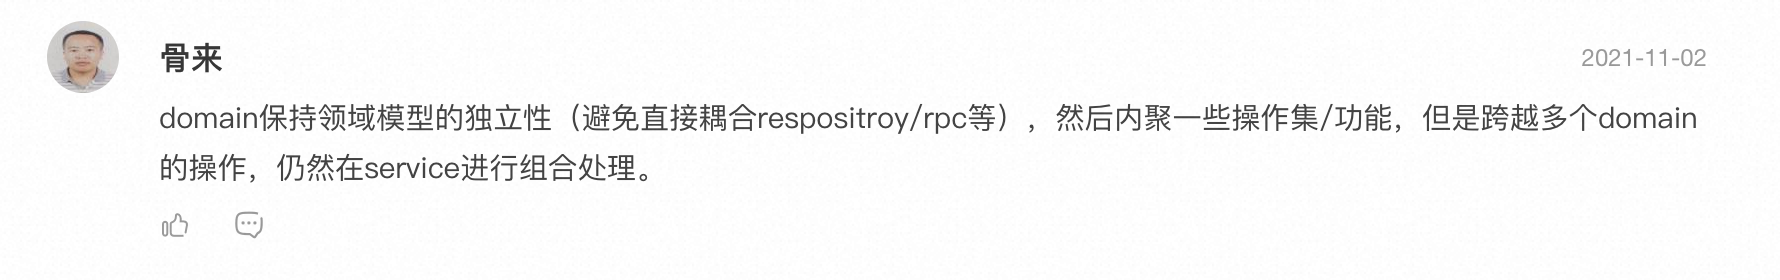 骨来
2021-11-02
domain保持领域模型的独立性（避免直接耦合respositroy/rpc等），然后内聚一些操作集/功能，但是跨越多个domain
的操作，仍然在service进行组合处理。